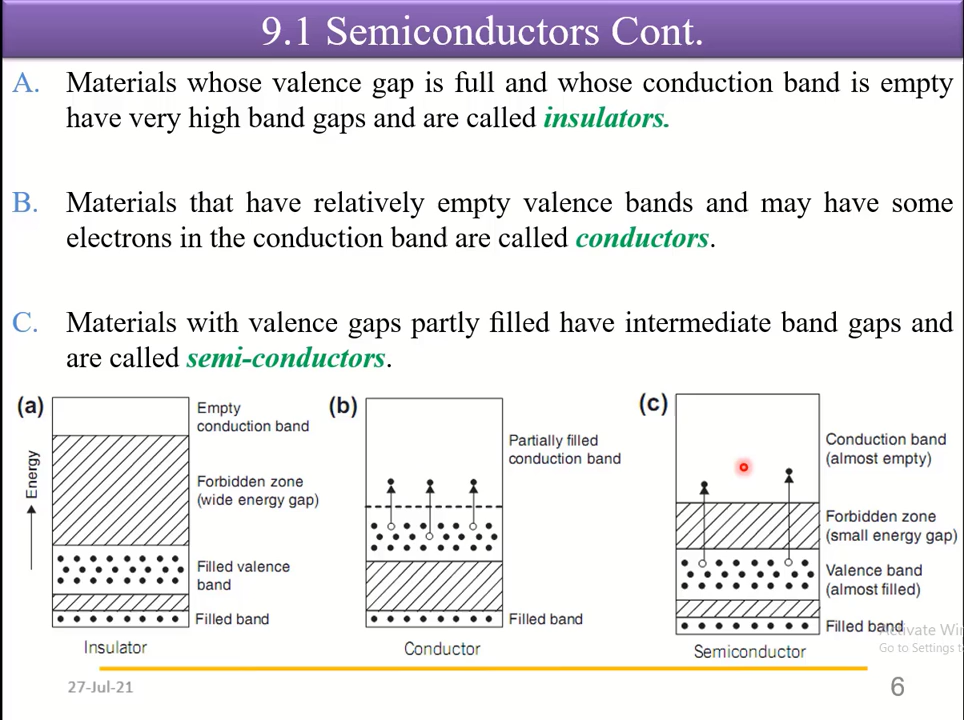 9.1 Semiconductors Cont.
A. Materials whose valence gap is full and whose conduction band is empty
have very high band gaps and are called insulators.
B. Materials that have relatively empty valence bands and may have some
electrons in the conduction band are called conductors.
C. Materials with valence gaps partly filled have intermediate band gaps and
are called semi-conductors.
(a)
Energy
Empty
conduction band
Forbidden zone
(wide energy gap)
Filled valence
band
Filled band
Insulator
(b)
Partially filled
conduction band
Filled band
Conductor
(c)
Conduction band
(almost empty)
Forbidden zone
(small energy gap)
Valence band
(almost filled)
Filled band
Semiconductor
Activate Win
Go to Settings t
27-Jul-21
6